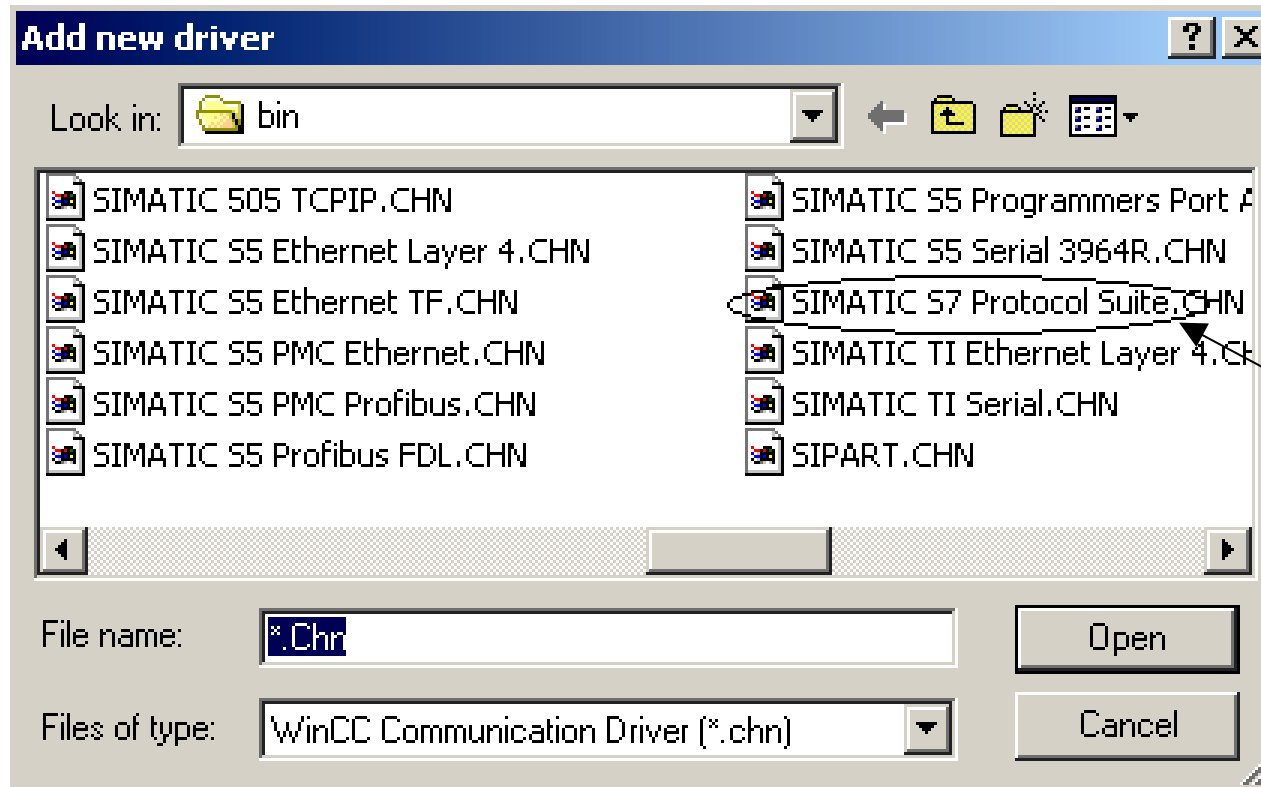 Add new driver
Look in: bin
SIMATIC 505 TCPIP.CHN
SIMATIC S5 Ethernet Layer 4.CHN
SIMATIC S5 Ethernet TF.CHN
SIMATIC S5 PMC Ethernet.CHN
SIMATIC S5 PMC Profibus.CHN
SIMATIC S5 Profibus FDL.CHN
SIMATIC S5 Programmers Port A
SIMATIC S5 Serial 3964R.CHN
SIMATIC S7 Protocol Suite.CHN
SIMATIC TI Ethernet Layer 4.CH
SIMATIC TI Serial.CHN
SIPART.CHN
File name: *.Chn
Open
Files of type: WinCC Communication Driver (*.chn)
Cancel